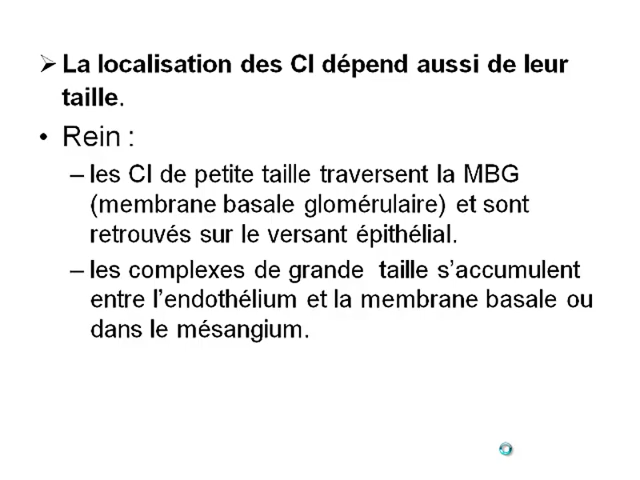 ➢ La localisation des CI dépend aussi de leur
taille.
• Rein :
– les CI de petite taille traversent la MBG
(membrane basale glomérulaire) et sont
retrouvés sur le versant épithélial.
– les complexes de grande  taille s’accumulent
entre l’endothélium et la membrane basale ou
dans le mésangium.